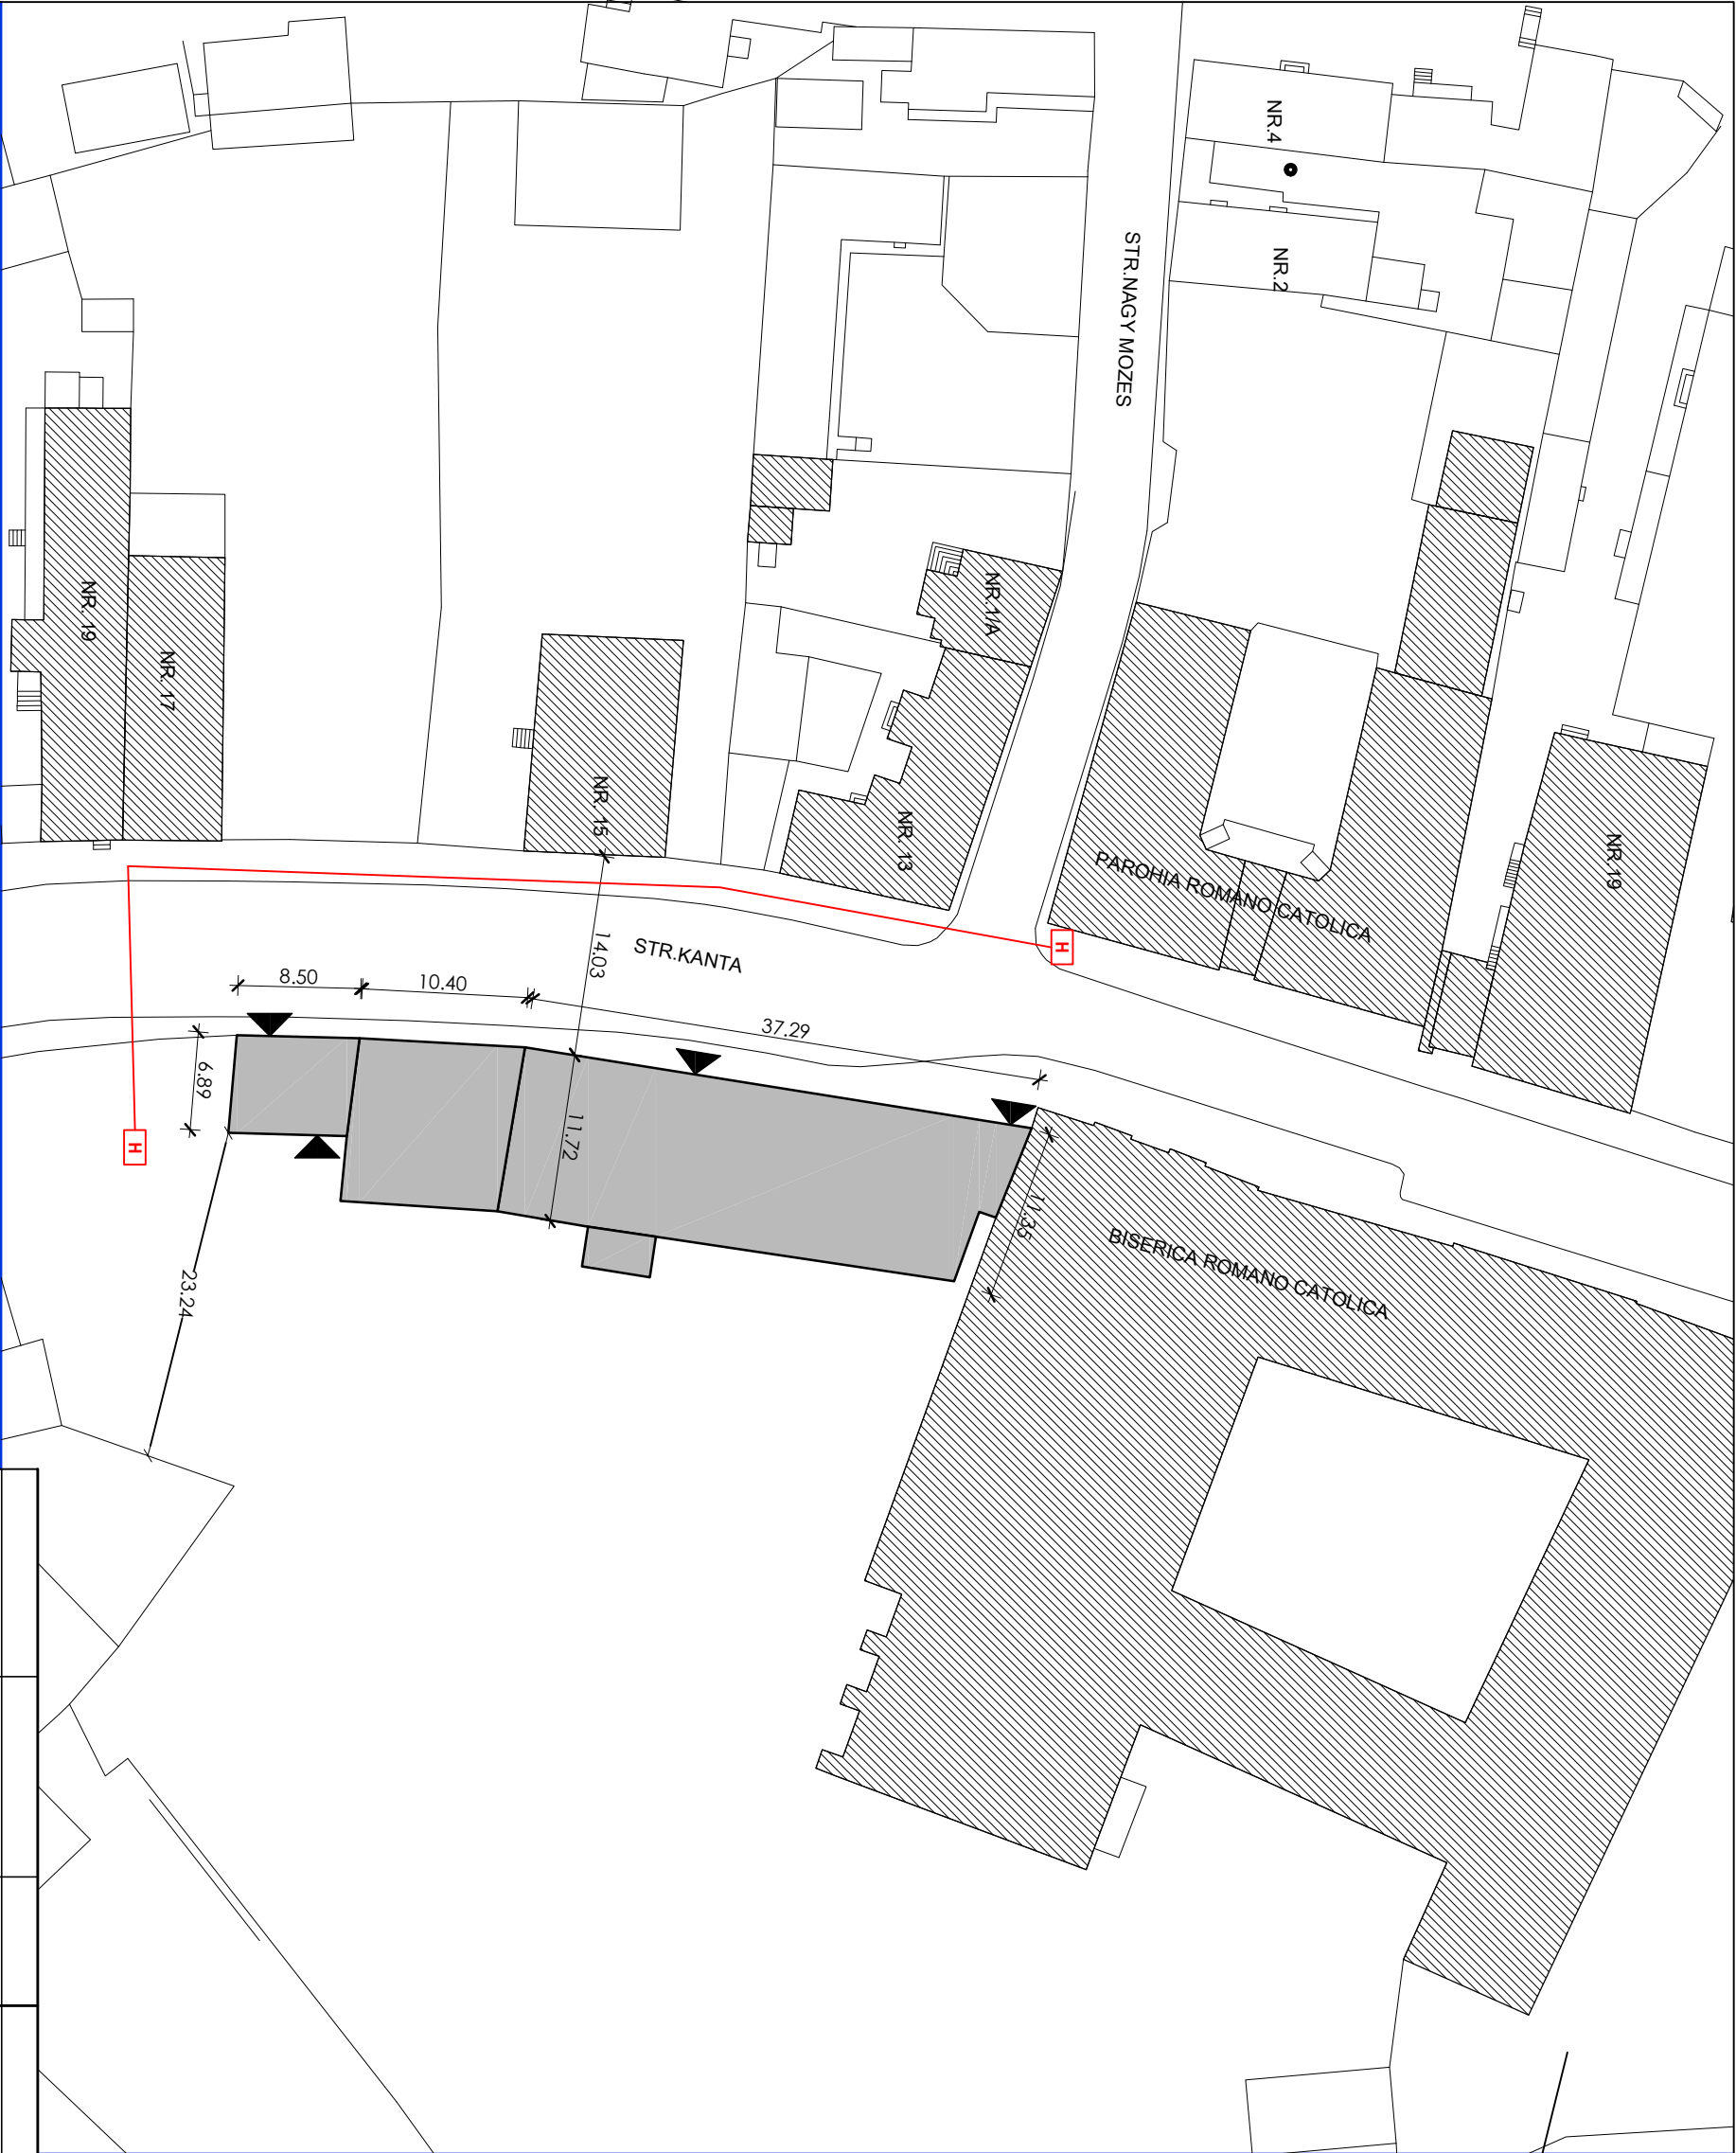 NR.4
NR.2
STR.NAGY MOZES
NR. 19
NR. 17
NR.1/A
NR. 15
NR. 13
NR 19
PAROHIA ROMANO CATOLICA
STR.KANTA
14.03
H
8.50
10.40
37.29
6.89
11.72
H
11.35
BISERICA ROMANO CATOLICA
23.24